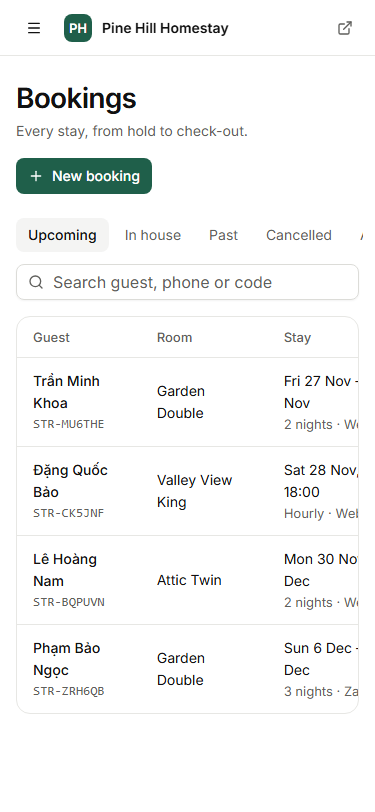 PH Pine Hill Homestay
Bookings
Every stay, from hold to check-out.
New booking
Upcoming In house Past Cancelled
Search guest, phone or code
Guest Room Stay
Trần Minh Khoa
STR-MU6THE
Garden Double
Fri 27 Nov -
Nov
2 nights ·
Đặng Quốc Bảo
STR-CK5JNF
Valley View King
Sat 28 Nov,
18:00
Hourly ·
Lê Hoàng Nam
STR-BQPUVN
Attic Twin
Mon 30
Dec
2 nights ·
Phạm Bảo Ngọc
STR-ZRH6QB
Garden Double
Sun 6 Dec -
Dec
3 nights ·